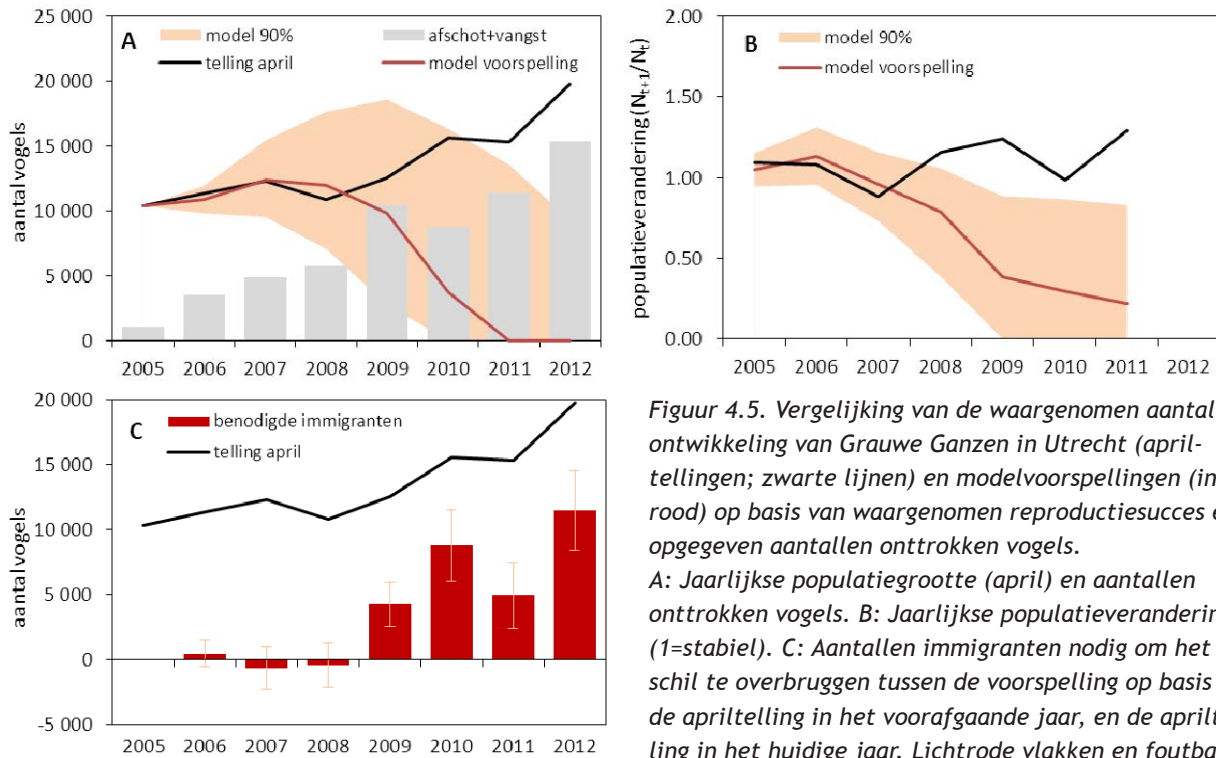 25 000
20 000
15 000
10 000
5 000
0
aantal vogels
A
model 90%
afschot+vangst
telling april
model voorspelling
2005 2006 2007 2008 2009 2010 2011 2012
2.00
1.50
1.00
0.50
0.00
populatieverandering (Nt+1/Nt)
B
model 90%
model voorspelling
2005 2006 2007 2008 2009 2010 2011 2012
20 000
15 000
10 000
5 000
0
-5 000
aantal vogels
C
benodigde immigranten
telling april
2005 2006 2007 2008 2009 2010 2011 2012
Figuur 4.5. Vergelijking van de waargenomen aantal
ontwikkeling van Grauwe Ganzen in Utrecht (april-
tellingen; zwarte lijnen) en modelvoorspellingen (in
rood) op basis van waargenomen reproductiesucces e
opgegeven aantallen onttrokken vogels.
A: Jaarlijkse populatiegrootte (april) en aantallen
onttrokken vogels. B: Jaarlijkse populatieveranderin
(1=stabiel). C: Aantallen immigranten nodig om het
schil te overbruggen tussen de voorspelling op basis
de apriltelling in het voorafgaande jaar, en de aprilt
ling in het huidige jaar. Lichtrode vlakken en foutba